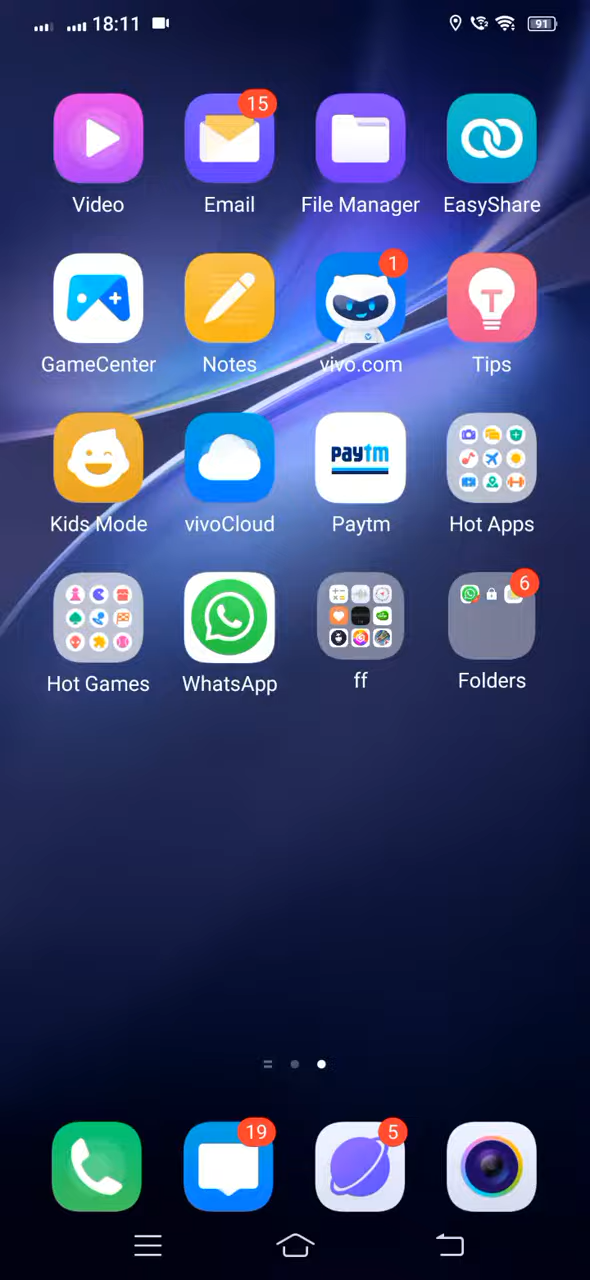 18:11
91
15
Video
Email
File Manager
EasyShare
1
GameCenter
Notes
vivo.com
Tips
paytm
Kids Mode
vivoCloud
Paytm
Hot Apps
6
Hot Games
WhatsApp
ff
Folders
19
5